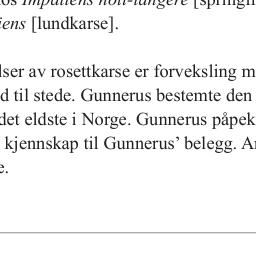 Impatiens noli-tangere [springfr
iens [lundkarse].
lser av rosettkarse er forveksling m
d til stede. Gunnerus bestemte den
det eldste i Norge. Gunnerus påpek
kjennskap til Gunnerus’ belegg. Ar
e.